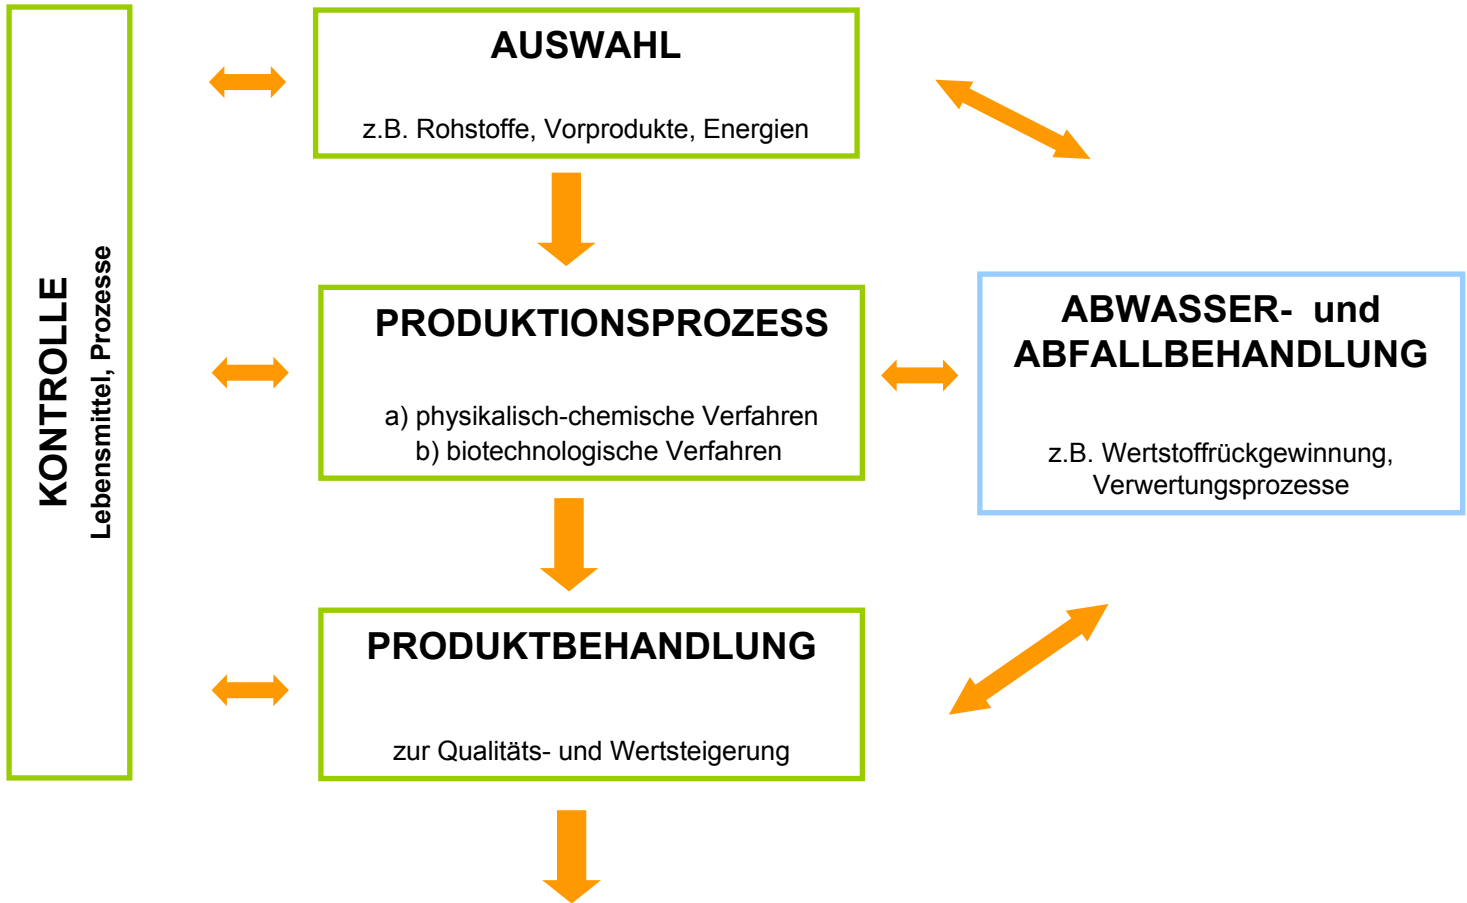 KONTROLLE
Lebensmittel, Prozesse
AUSWAHL
z.B. Rohstoffe, Vorprodukte, Energien
PRODUKTIONSPROZESS
a) physikalisch-chemische Verfahren
b) biotechnologische Verfahren
PRODUKTBEHANDLUNG
zur Qualitäts- und Wertsteigerung
ABWASSER- und
ABFALLBEHANDLUNG
z.B. Wertstoffrückgewinnung,
Verwertungsprozesse